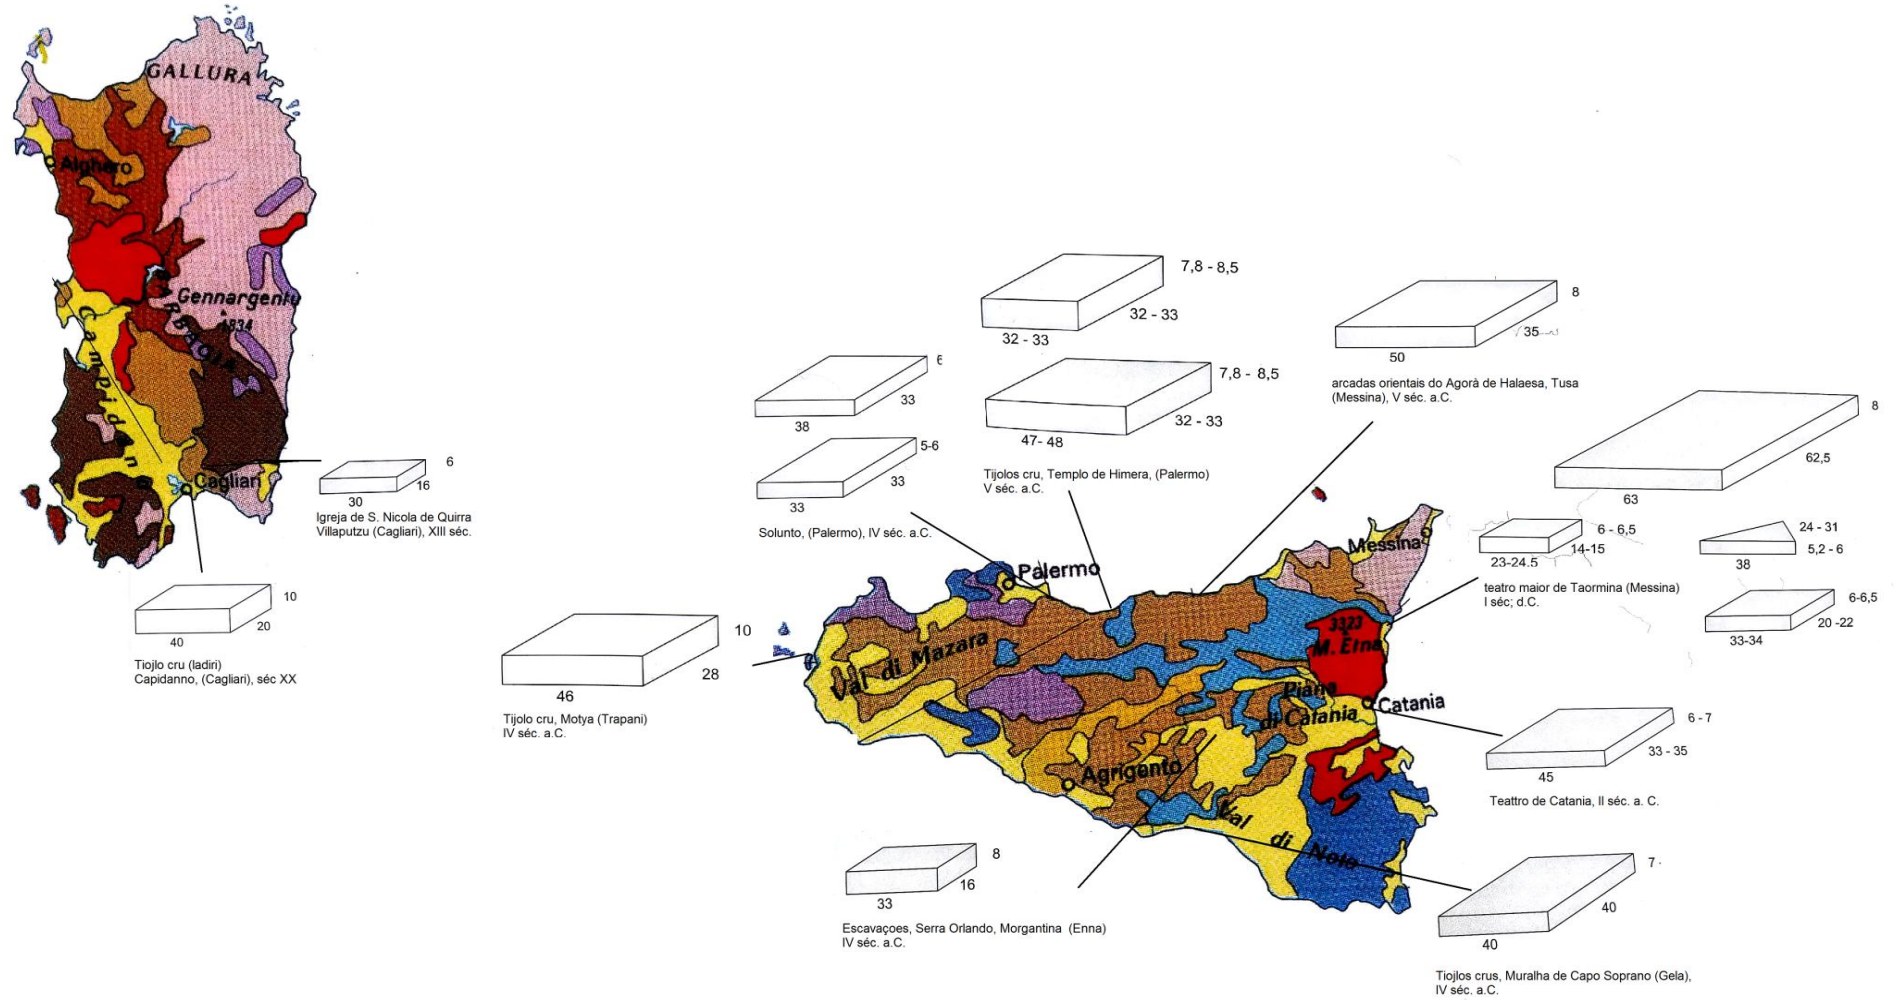 GALLURA
Alghero
Gennargentu
1834
BARBAGIA
Campidan
Cagliari
6
16
30
Igreja de S. Nicola de Quirra
Villaputzu (Cagliari), XIII séc.
10
20
40
Tiojlo cru (ladiri)
Capidanno, (Cagliari), séc XX
10
28
46
Tijolo cru, Motya (Trapani)
IV séc. a.C.
6
33
38
5-6
33
33
Solunto, (Palermo), IV séc. a.C.
7,8 - 8,5
32 - 33
32 - 33
7,8 - 8,5
32 - 33
47- 48
Tijolos cru, Templo de Himera, (Palermo)
V séc. a.C.
8
35
50
arcadas orientais do Agorà de Halaesa, Tusa
(Messina), V séc. a.C.
8
62,5
63
6 - 6,5
14-15
23-24.5
24 - 31
5,2 - 6
38
teatro maior de Taormina (Messina)
I séc; d.C.
6-6,5
20 -22
33-34
Messina
Palermo
3323
M. Etna
Val di Mazara
Piana
di Catania
Catania
Agrigento
Val di Noto
6 - 7
33 - 35
45
Teattro de Catania, II séc. a. C.
8
16
33
Escavaçoes, Serra Orlando, Morgantina (Enna)
IV séc. a.C.
7
40
40
Tiojlos crus, Muralha de Capo Soprano (Gela),
IV séc. a.C.